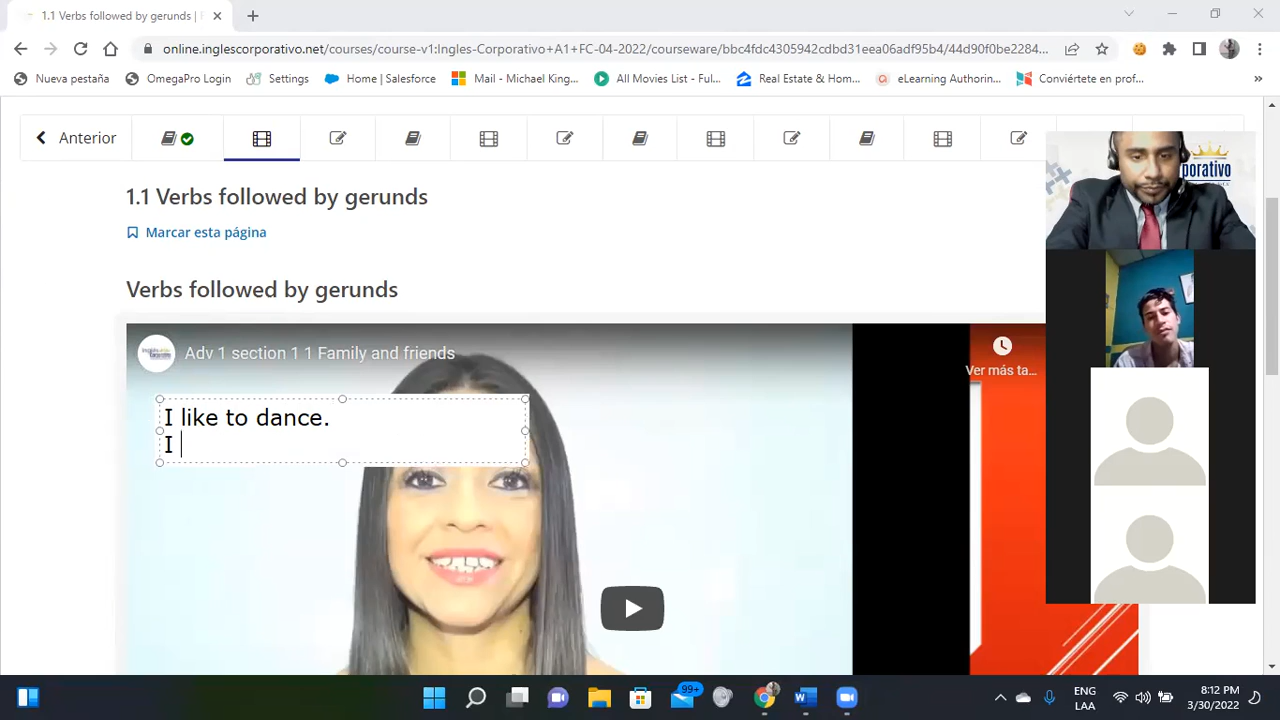 1.1 Verbs followed by gerunds |
online.inglescorporativo.net/courses/course-v1:Ingles-Corporativo+A1+FC-04-2022/courseware/bbc4fdc4305942cdbd31eea06adf95b4/44d90f0be2284...
Nueva pestaña
OmegaPro Login
Settings
Home | Salesforce
Mail - Michael King...
All Movies List - Ful...
Real Estate & Hom...
eLearning Authorin...
Conviértete en prof...
»
Anterior
porativo
1.1 Verbs followed by gerunds
Marcar esta página
Verbs followed by gerunds
Adv 1 section 1 1 Family and friends
Ver más ta...
I like to dance.
I
99+
ENG
LAA
8:12 PM
3/30/2022